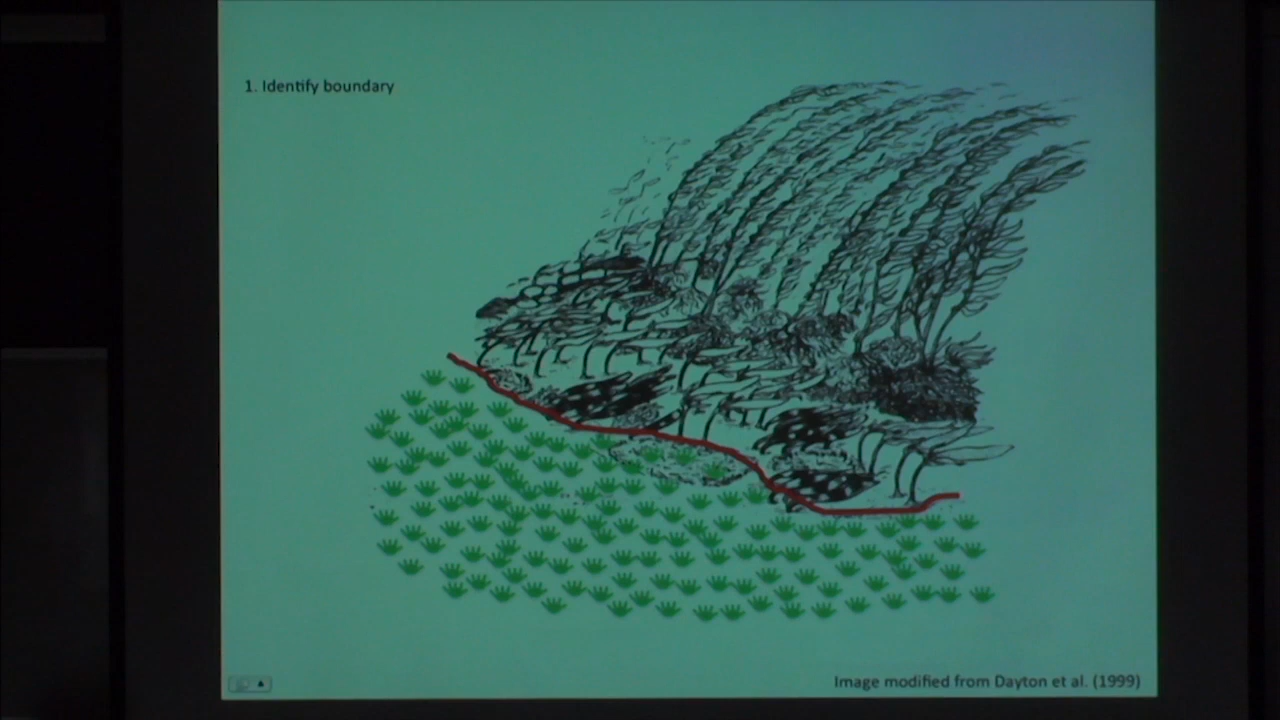 1. Identify boundary
Image modified from Dayton et al. (1999)